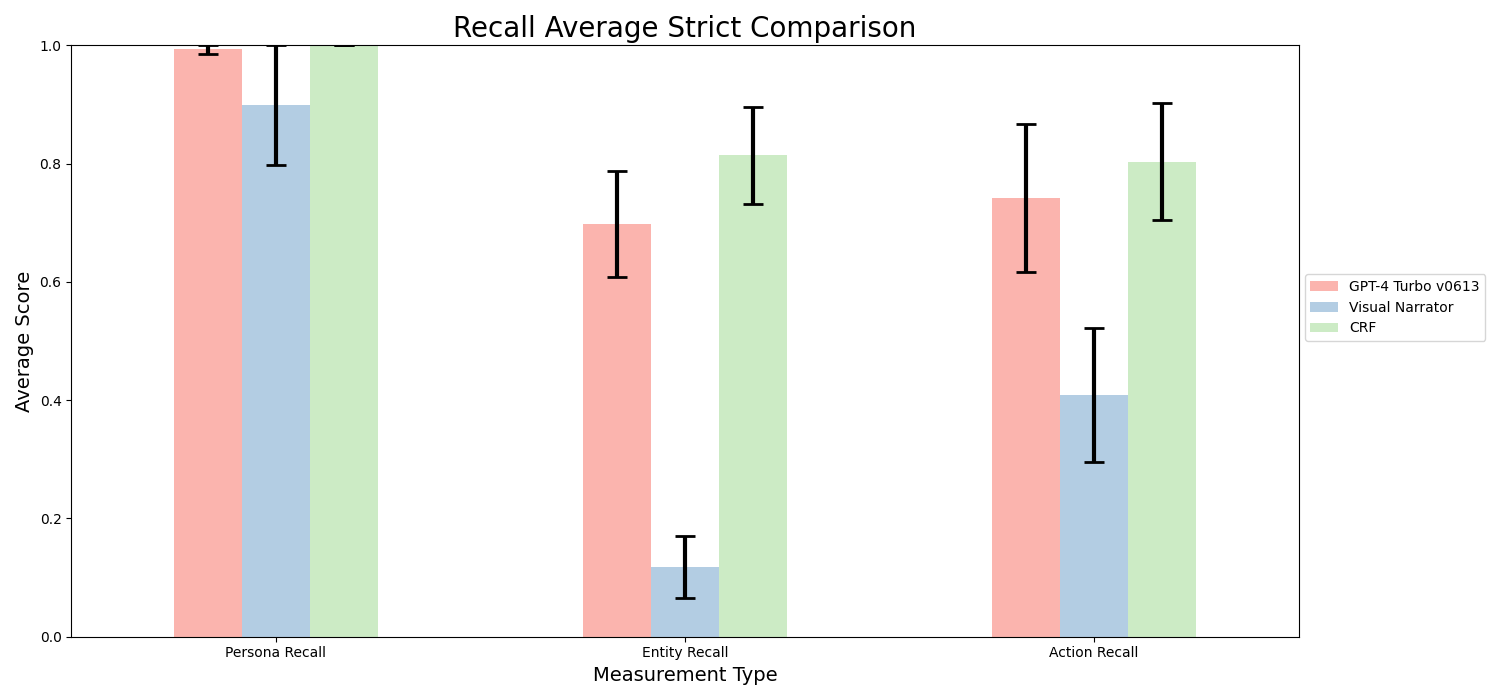 Recall Average Strict Comparison
Average Score
1.0
0.8
0.6
0.4
0.2
0.0
Persona Recall
Entity Recall
Action Recall
Measurement Type
GPT-4 Turbo v0613
Visual Narrator
CRF